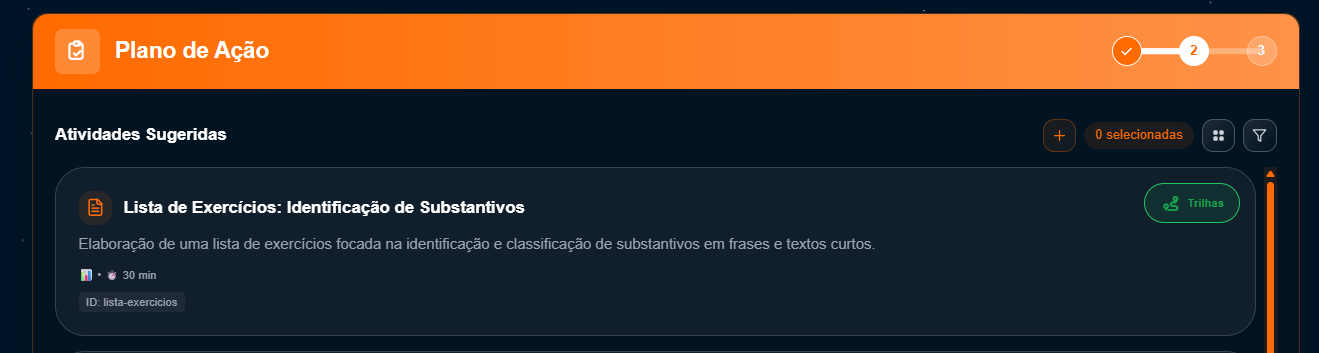 Plano de Ação
2
3
Atividades Sugeridas
0 selecionadas
Lista de Exercícios: Identificação de Substantivos
Trilhas
Elaboração de uma lista de exercícios focada na identificação e classificação de substantivos em frases e textos curtos.
• 30 min
ID: lista-exercicios